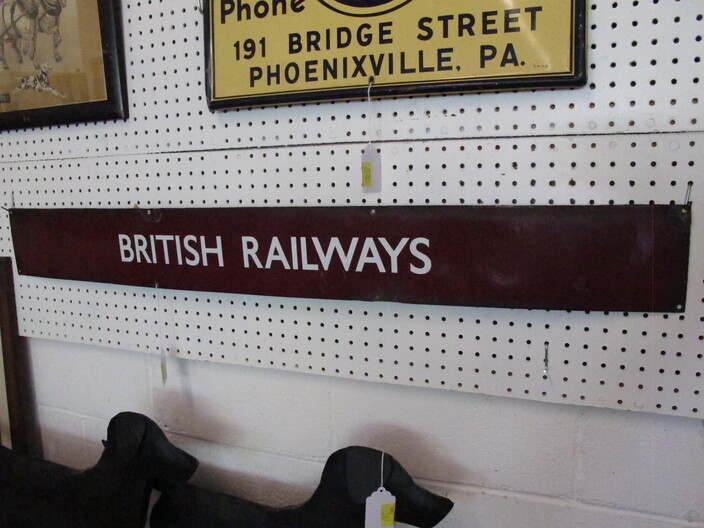 Phone
191 BRIDGE STREET
PHOENIXVILLE, PA.
BRITISH RAILWAYS